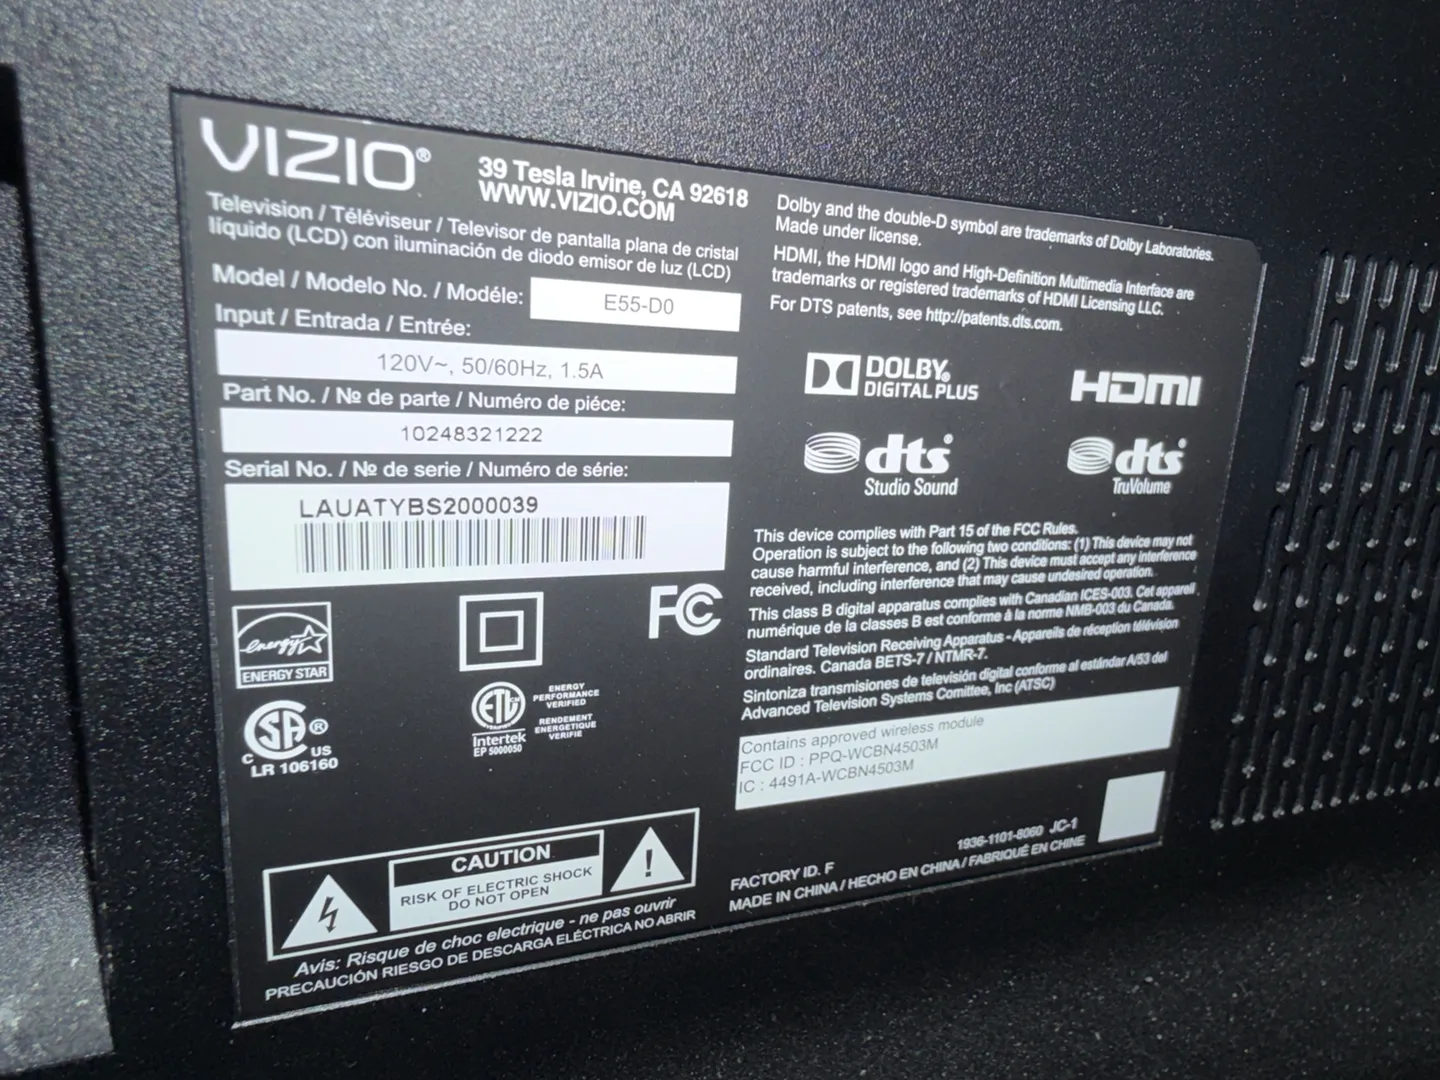 VIZIO®
39 Tesla Irvine, CA 92618
WWW.VIZIO.COM
Television / Téléviseur / Televisor de pantalla plana de cristal
líquido (LCD) con iluminación de diodo emisor de luz (LCD)
Model / Modelo No. / Modéle: E55-D0
Input / Entrada / Entrée:
120V~, 50/60Hz, 1.5A
Part No. / № de parte / Numéro de piéce:
10248321222
Serial No. / № de serie / Numéro de série:
LAUATYBS2000039
energy
ENERGY STAR
FC
SA®
C US
LR 106160
ETL CM
Intertek
EP 5000050
ENERGY
PERFORMANCE
VERIFIED
RENDEMENT
ENERGETIQUE
VERIFIE
CAUTION
RISK OF ELECTRIC SHOCK
DO NOT OPEN
!
Avis: Risque de choc electrique - ne pas ouvrir
PRECAUCIÓN RIESGO DE DESCARGA ELÉCTRICA NO ABRIR
Dolby and the double-D symbol are trademarks of Dolby Laboratories.
Made under license.
HDMI, the HDMI logo and High-Definition Multimedia Interface are
trademarks or registered trademarks of HDMI Licensing LLC.
For DTS patents, see http://patents.dts.com.
DOLBY®
DIGITAL PLUS
HDMI
dts®
Studio Sound
dts®
TruVolume
This device complies with Part 15 of the FCC Rules.
Operation is subject to the following two conditions: (1) This device may not
cause harmful interference, and (2) This device must accept any interference
received, including interference that may cause undesired operation.
This class B digital apparatus complies with Canadian ICES-003. Cet appareil
numérique de la classes B est conforme à la norme NMB-003 du Canada.
Standard Television Receiving Apparatus - Appareils de réception télévision
ordinaires. Canada BETS-7 / NTMR-7.
Sintoniza transmisiones de televisión digital conforme al estándar A/53 del
Advanced Television Systems Comittee, Inc (ATSC)
Contains approved wireless module
FCC ID : PPQ-WCBN4503M
IC : 4491A-WCBN4503M
1936-1101-8060 JC-1
FACTORY ID. F
MADE IN CHINA / HECHO EN CHINA / FABRIQUÉ EN CHINE